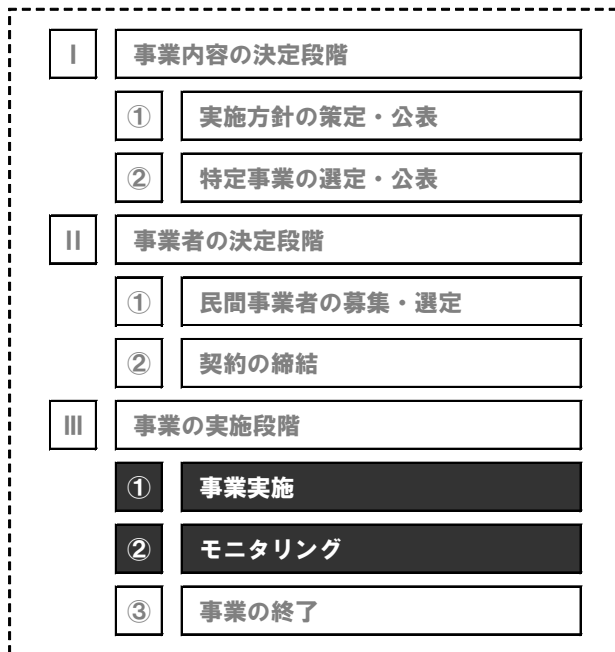 I 事業内容の決定段階
① 実施方針の策定・公表
② 特定事業の選定・公表
II 事業者の決定段階
① 民間事業者の募集・選定
② 契約の締結
III 事業の実施段階
① 事業実施
② モニタリング
③ 事業の終了